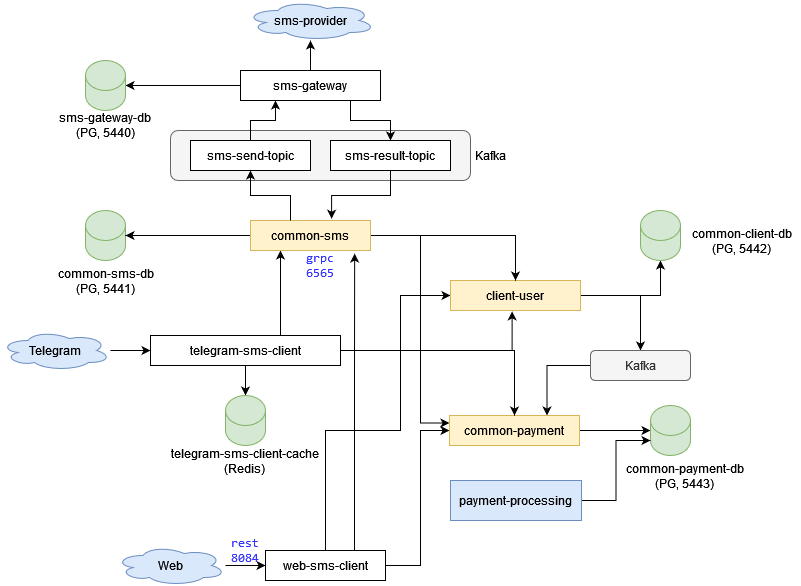 sms-provider
sms-gateway
sms-gateway-db
(PG, 5440)
sms-send-topic
sms-result-topic
Kafka
common-sms
grpc
6565
common-sms-db
(PG, 5441)
common-client-db
(PG, 5442)
client-user
Telegram
telegram-sms-client
Kafka
telegram-sms-client-cache
(Redis)
common-payment
common-payment-db
(PG, 5443)
payment-processing
rest
8084
Web
web-sms-client